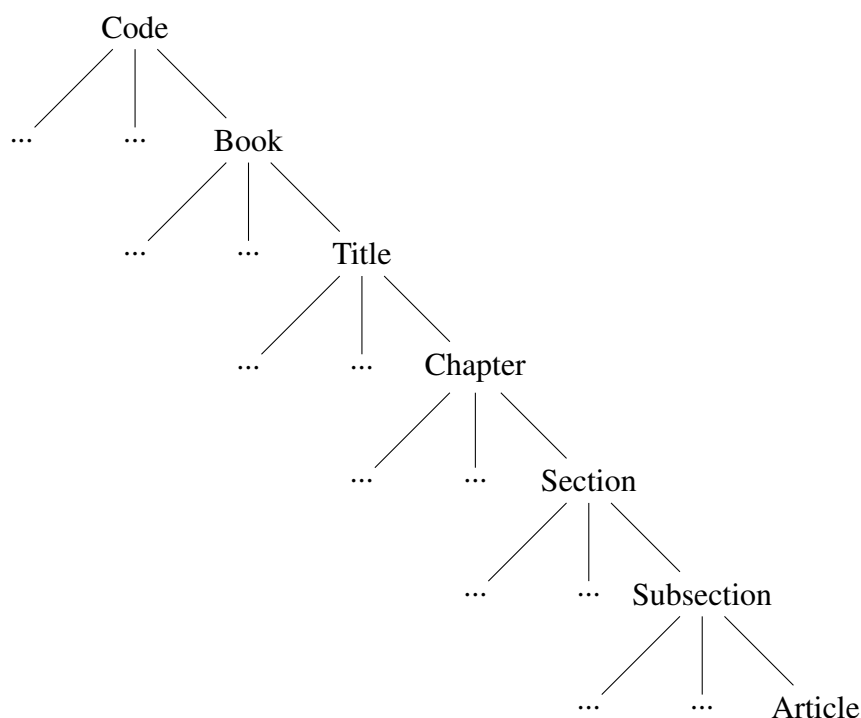 Code
... ... Book
... ... Title
... ... Chapter
... ... Section
... ... Subsection
... ... Article